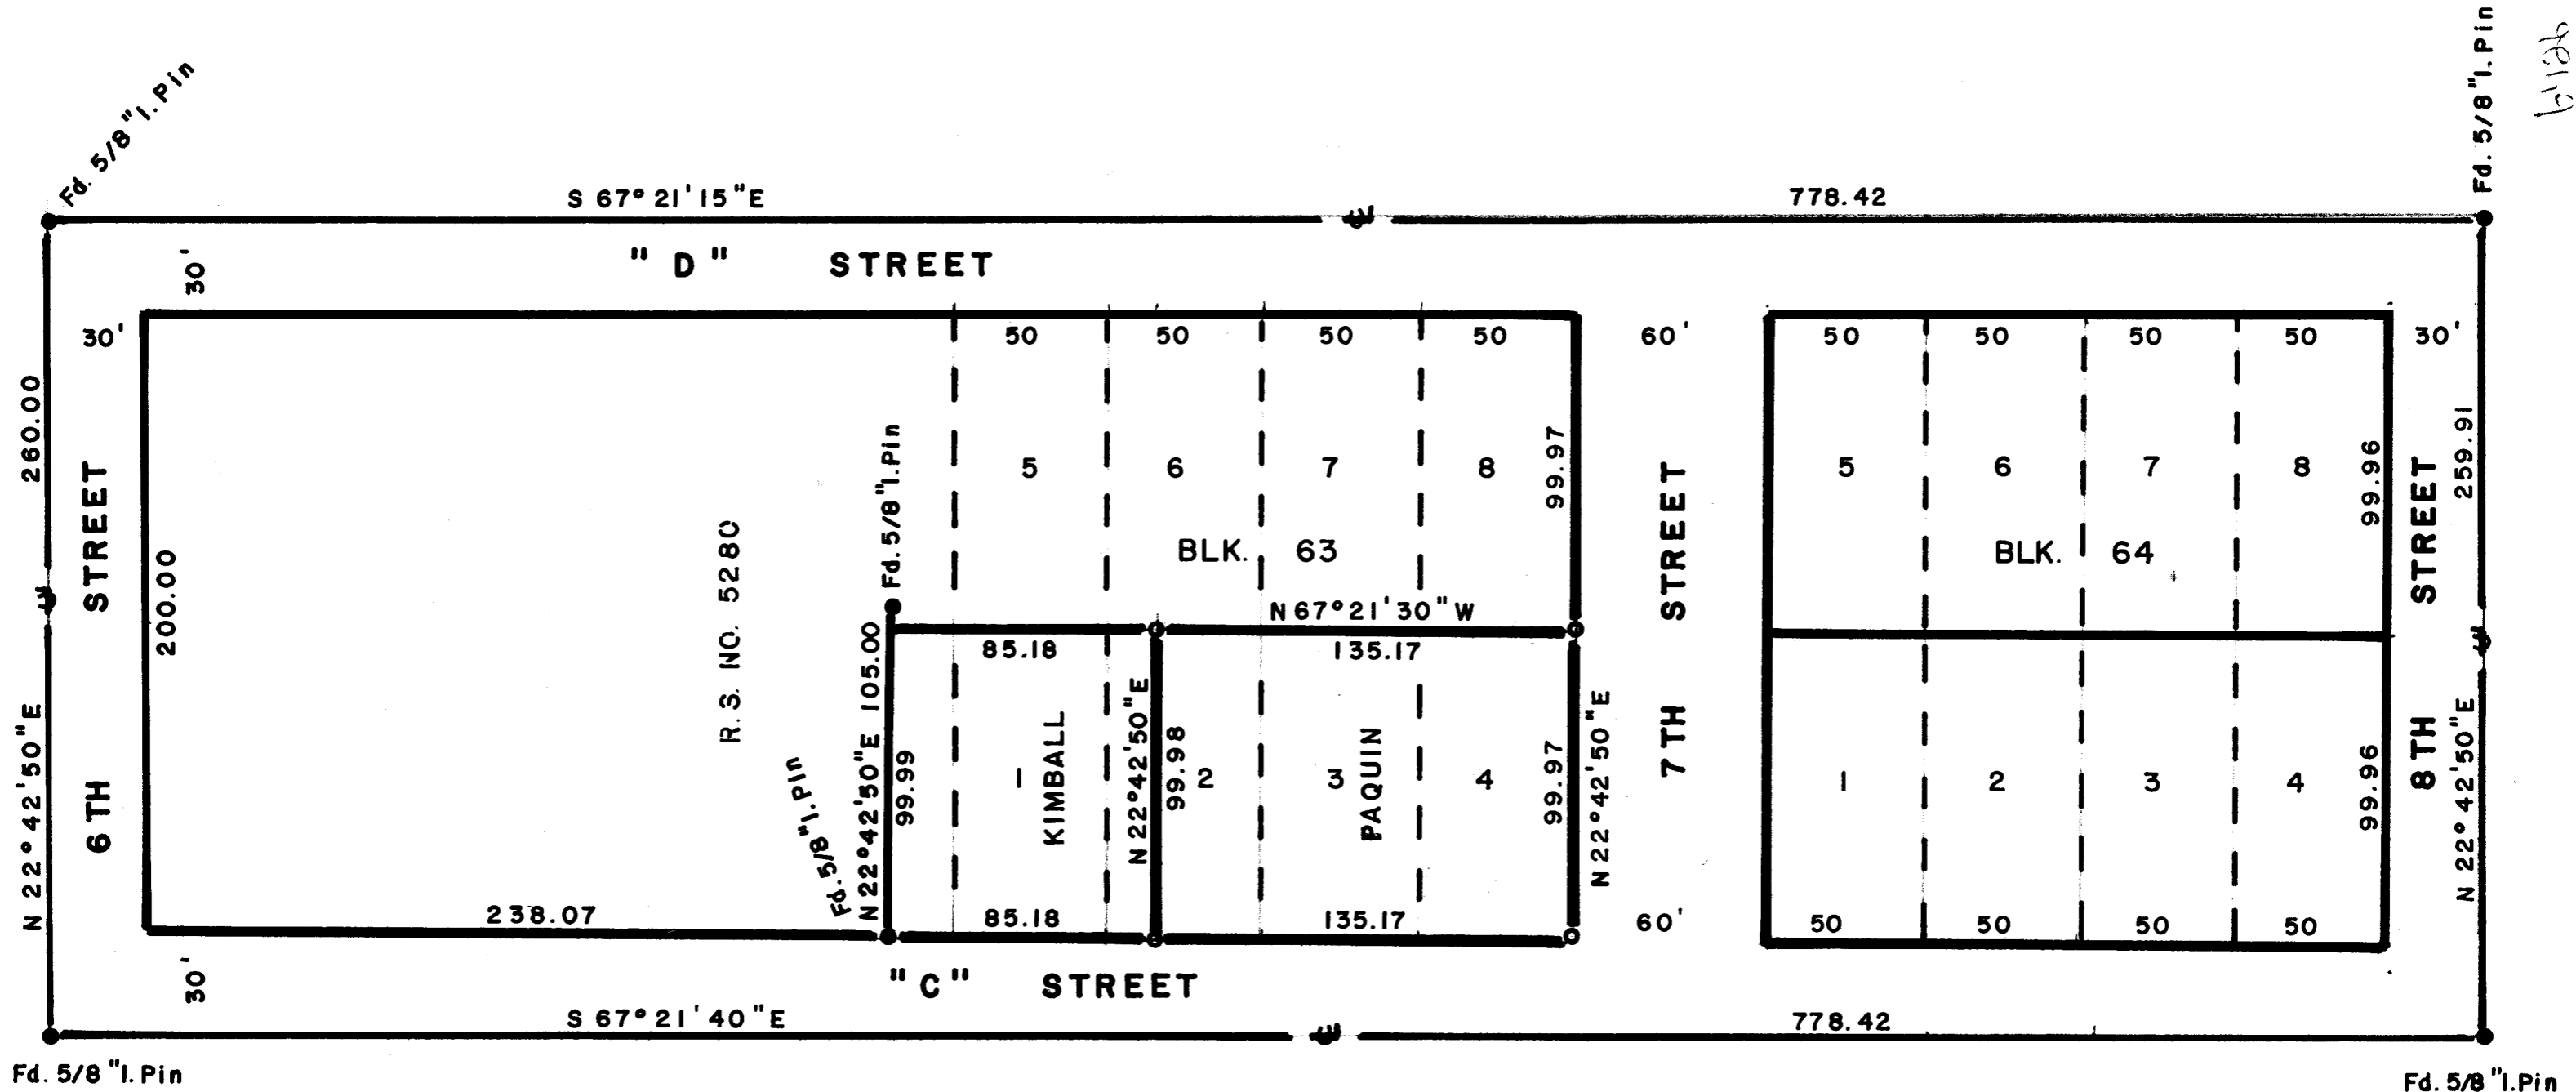 Fd. 5/8"I. Pin
Fd. 5/8"I. Pin
S 67° 21' 15"E
778.42
" D " STREET
30'
30'
50 50 50 50
60'
50 50 50 50
30'
260.00
6 TH STREET
200.00
N 22° 42' 50"E
R. S. NO. 5280
Fd. 5/8"I. Pin
5 6 7 8
99.97
BLK. 63
7 TH STREET
5 6 7 8
99.96
BLK. 64
8TH STREET
259.91
N 67° 21' 30" W
85.18
135.17
Fd. 5/8"I. Pin
N 22° 42' 50"E 105.00
99.99
1
KIMBALL
N 22° 42' 50"E
99.98
2
3
PAQUIN
4
99.97
N 22° 42' 50"E
1 2 3 4
99.96
N 22° 42' 50"E
238.07
85.18
135.17
60'
50 50 50 50
30'
"C" STREET
S 67° 21' 40"E
778.42
Fd. 5/8"I. Pin
Fd. 5/8"I. Pin